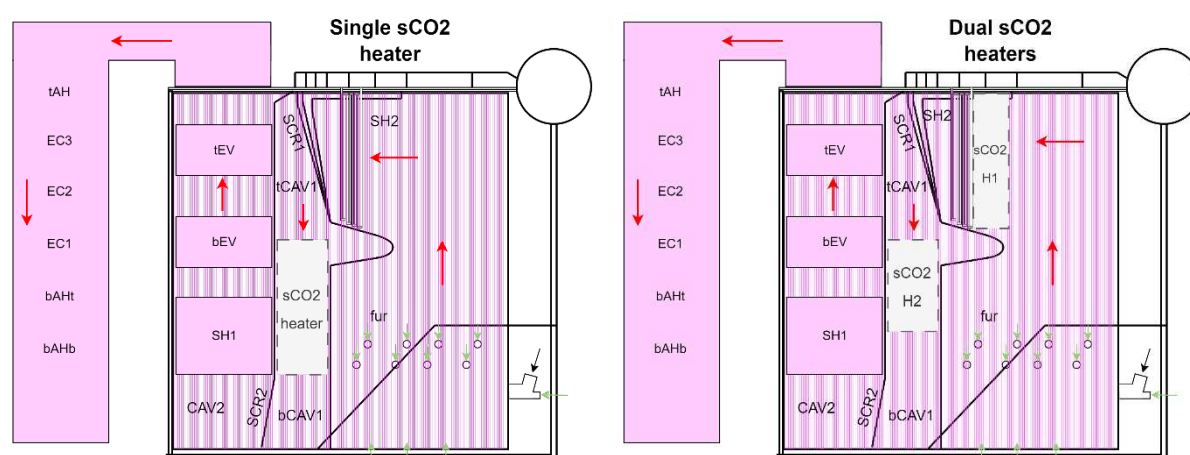 Single sCO2
heater
tAH
EC3
EC2
EC1
bAHt
bAHb
tEV
bEV
SH1
CAV2
SCR2
SCR1
tCAV1
SH2
sCO2
heater
fur
bCAV1
Dual sCO2
heaters
tAH
EC3
EC2
EC1
bAHt
bAHb
tEV
bEV
SH1
CAV2
SCR2
SCR1
tCAV1
SH2
sCO2
H1
sCO2
H2
fur
bCAV1